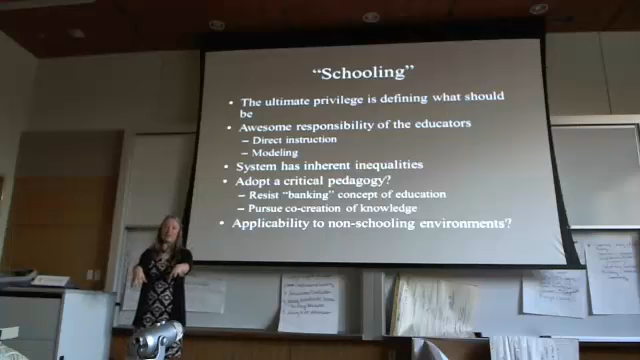 “Schooling”
• The ultimate privilege is defining what should
be
• Awesome responsibility of the educators
– Direct instruction
– Modeling
• System has inherent inequalities
• Adopt a critical pedagogy?
– Resist “banking” concept of education
– Pursue co-creation of knowledge
• Applicability to non-schooling environments?